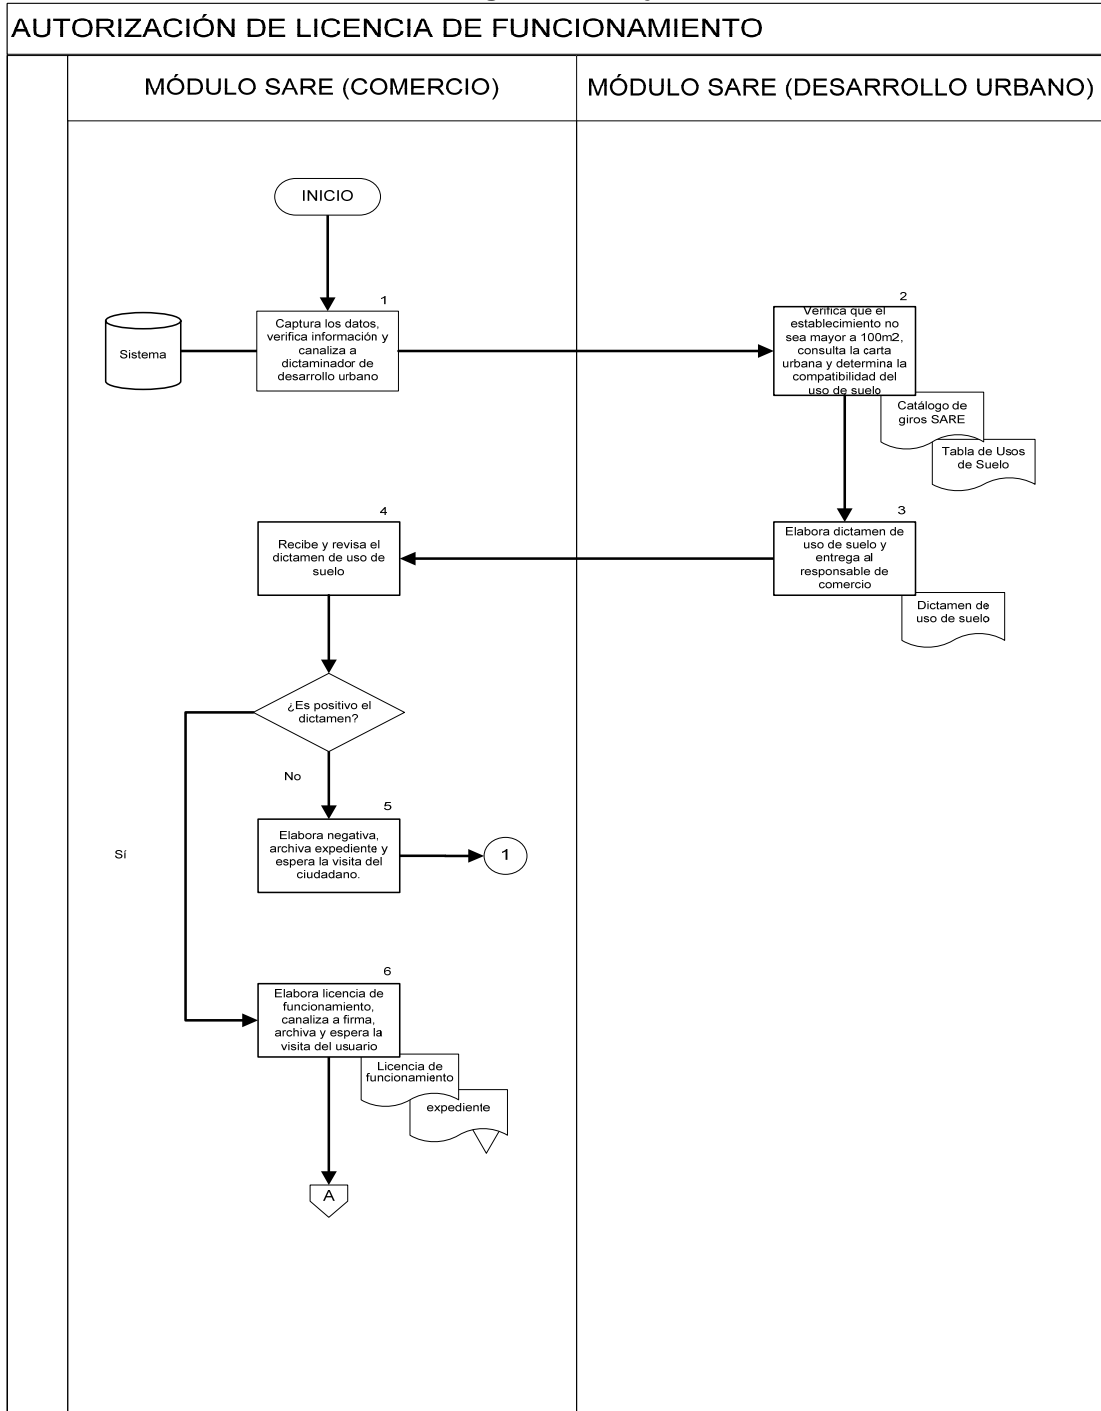 AUTORIZACIÓN DE LICENCIA DE FUNCIONAMIENTO
MÓDULO SARE (COMERCIO)
MÓDULO SARE (DESARROLLO URBANO)
INICIO
1
Sistema
Captura los datos,
verifica información y
canaliza a
dictaminador de
desarrollo urbano
2
Verifica que el
establecimiento no
sea mayor a 100m2,
consulta la carta
urbana y determina la
compatibilidad del
uso de suelo
Catálogo de
giros SARE
Tabla de Usos
de Suelo
3
Elabora dictamen de
uso de suelo y
entrega al
responsable de
comercio
Dictamen de
uso de suelo
4
Recibe y revisa el
dictamen de uso de
suelo
¿Es positivo el
dictamen?
No
Sí
5
Elabora negativa,
archiva expediente y
espera la visita del
ciudadano.
1
6
Elabora licencia de
funcionamiento,
canaliza a firma,
archiva y espera la
visita del usuario
Licencia de
funcionamiento
expediente
A